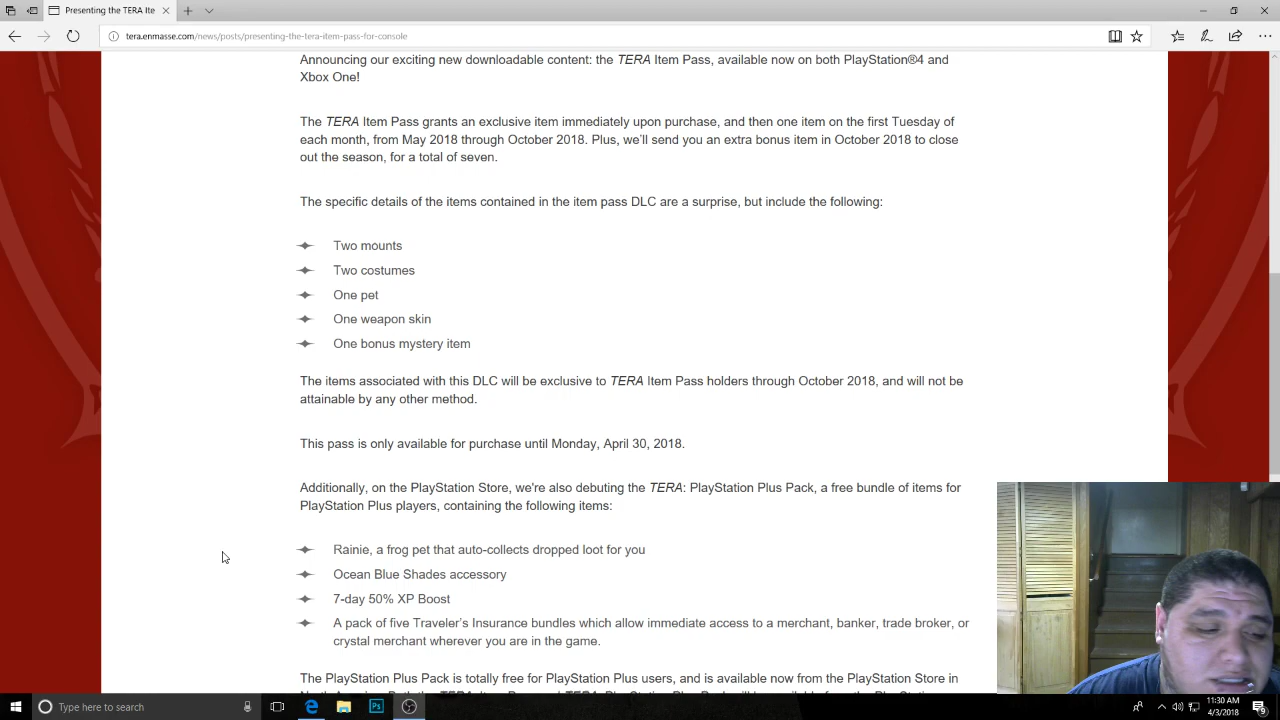 Presenting the TERA Ite
tera.enmasse.com/news/posts/presenting-the-tera-item-pass-for-console
Announcing our exciting new downloadable content: the TERA Item Pass, available now on both PlayStation®4 and
Xbox One!
The TERA Item Pass grants an exclusive item immediately upon purchase, and then one item on the first Tuesday of
each month, from May 2018 through October 2018. Plus, we'll send you an extra bonus item in October 2018 to close
out the season, for a total of seven.
The specific details of the items contained in the item pass DLC are a surprise, but include the following:
Two mounts
Two costumes
One pet
One weapon skin
One bonus mystery item
The items associated with this DLC will be exclusive to TERA Item Pass holders through October 2018, and will not be
attainable by any other method.
This pass is only available for purchase until Monday, April 30, 2018.
Additionally, on the PlayStation Store, we're also debuting the TERA: PlayStation Plus Pack, a free bundle of items for
PlayStation Plus players, containing the following items:
Rainie, a frog pet that auto-collects dropped loot for you
Ocean Blue Shades accessory
7-day 50% XP Boost
A pack of five Traveler's Insurance bundles which allow immediate access to a merchant, banker, trade broker, or
crystal merchant wherever you are in the game.
The PlayStation Plus Pack is totally free for PlayStation Plus users, and is available now from the PlayStation Store in
Type here to search
11:30 AM
4/3/2018